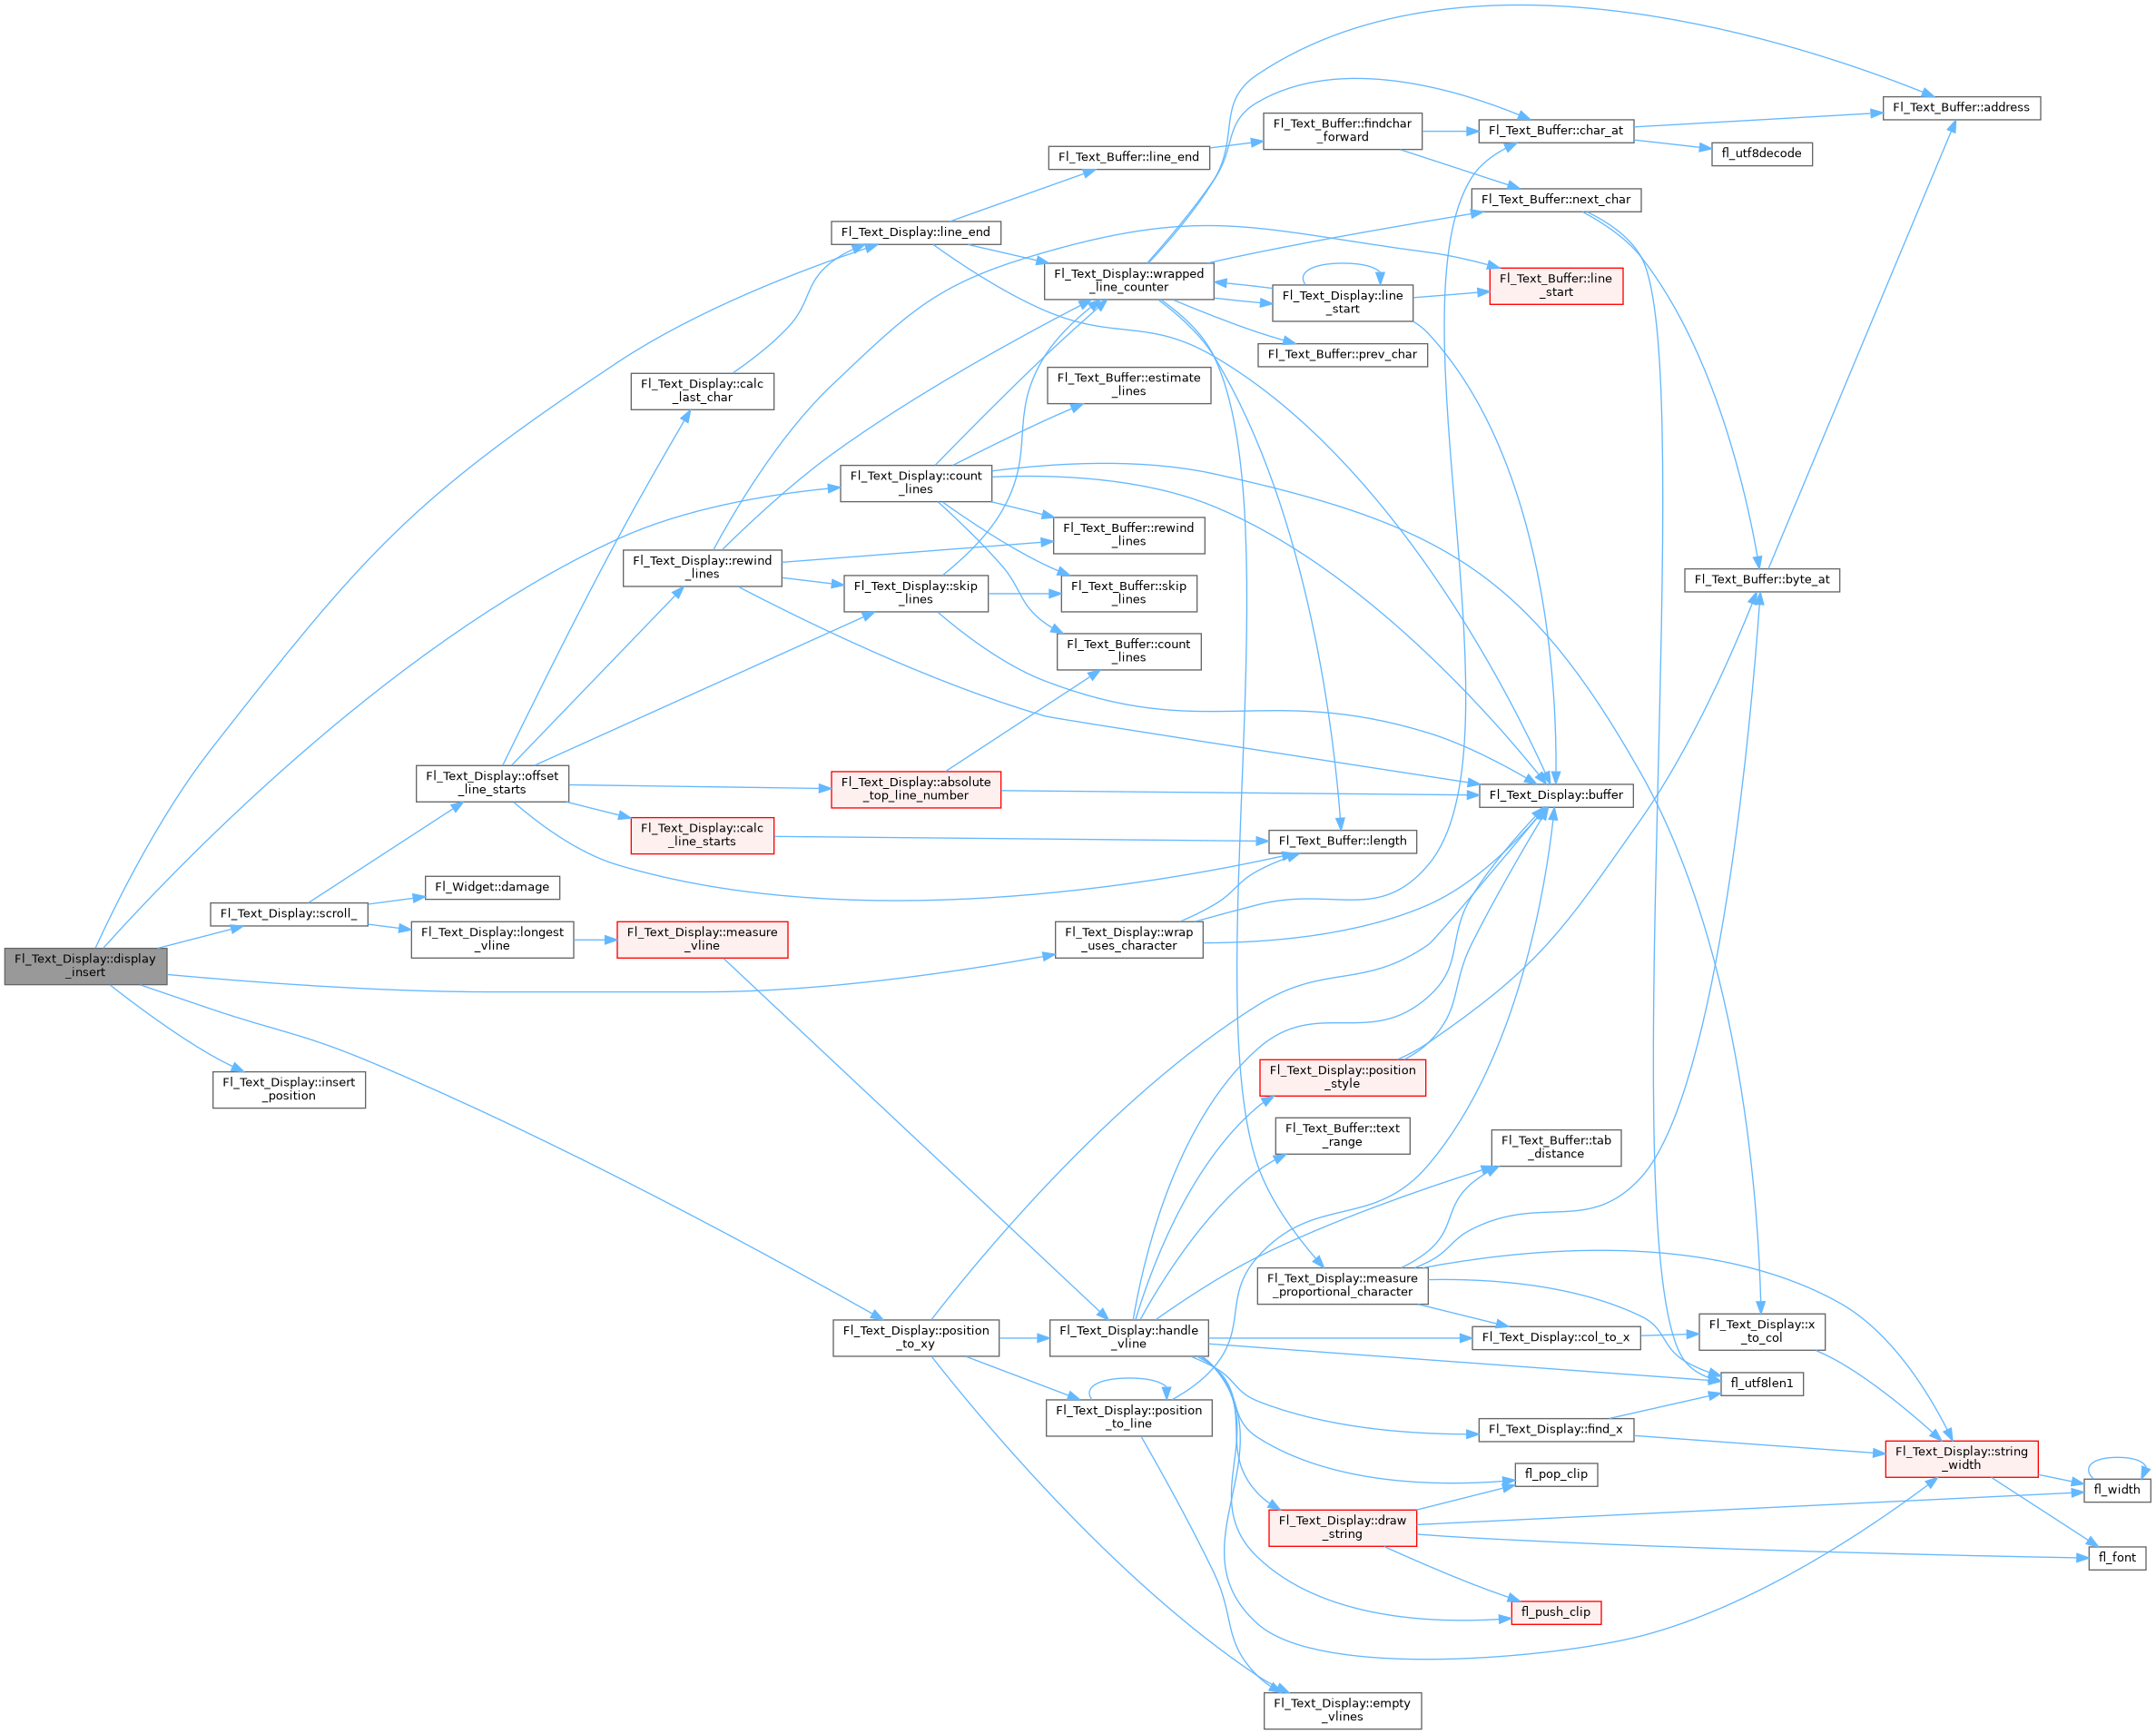 Fl_Text_Display::display
_insert
Fl_Text_Display::scroll_
Fl_Text_Display::insert
_position
Fl_Text_Display::offset
_line_starts
Fl_Widget::damage
Fl_Text_Display::longest
_vline
Fl_Text_Display::calc
_last_char
Fl_Text_Display::rewind
_lines
Fl_Text_Display::calc
_line_starts
Fl_Text_Display::measure
_vline
Fl_Text_Display::line_end
Fl_Text_Display::count
_lines
Fl_Text_Display::skip
_lines
Fl_Text_Display::absolute
_top_line_number
Fl_Text_Display::position
_to_xy
Fl_Text_Buffer::line_end
Fl_Text_Display::wrapped
_line_counter
Fl_Text_Buffer::estimate
_lines
Fl_Text_Buffer::rewind
_lines
Fl_Text_Buffer::skip
_lines
Fl_Text_Buffer::count
_lines
Fl_Text_Display::wrap
_uses_character
Fl_Text_Display::handle
_vline
Fl_Text_Display::position
_to_line
Fl_Text_Buffer::findchar
_forward
Fl_Text_Display::line
_start
Fl_Text_Buffer::prev_char
Fl_Text_Buffer::length
Fl_Text_Display::position
_style
Fl_Text_Buffer::text
_range
Fl_Text_Display::measure
_proportional_character
Fl_Text_Display::draw
_string
Fl_Text_Display::empty
_vlines
Fl_Text_Buffer::char_at
Fl_Text_Buffer::next_char
Fl_Text_Buffer::line
_start
Fl_Text_Display::buffer
Fl_Text_Buffer::tab
_distance
Fl_Text_Display::col_to_x
Fl_Text_Display::find_x
fl_pop_clip
fl_push_clip
fl_utf8decode
Fl_Text_Buffer::byte_at
Fl_Text_Display::x
_to_col
fl_utf8len1
Fl_Text_Buffer::address
Fl_Text_Display::string
_width
fl_width
fl_font